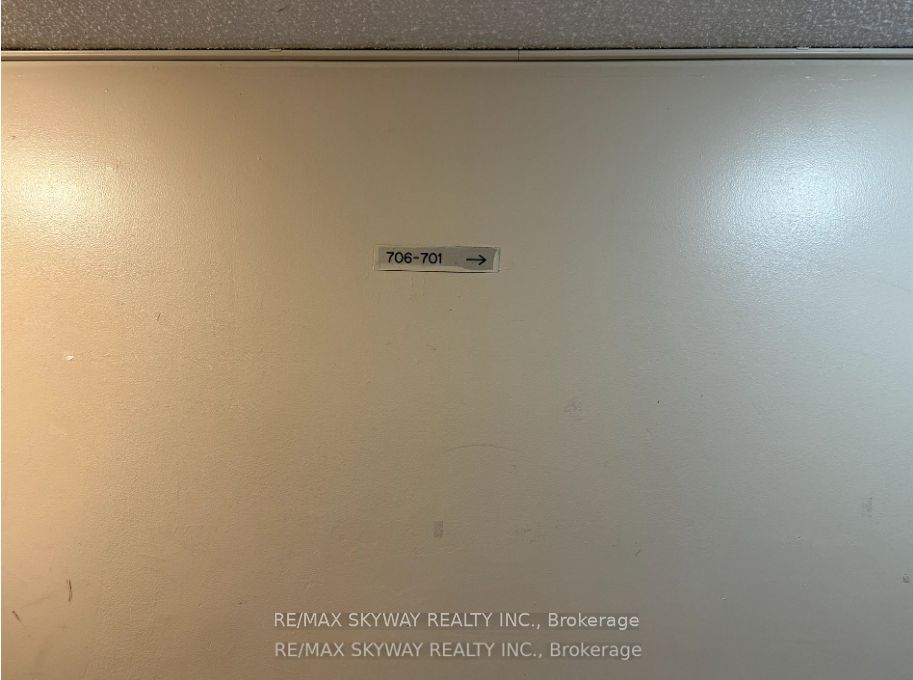 706-701 →
RE/MAX SKYWAY REALTY INC., Brokerage
RE/MAX SKYWAY REALTY INC., Brokerage